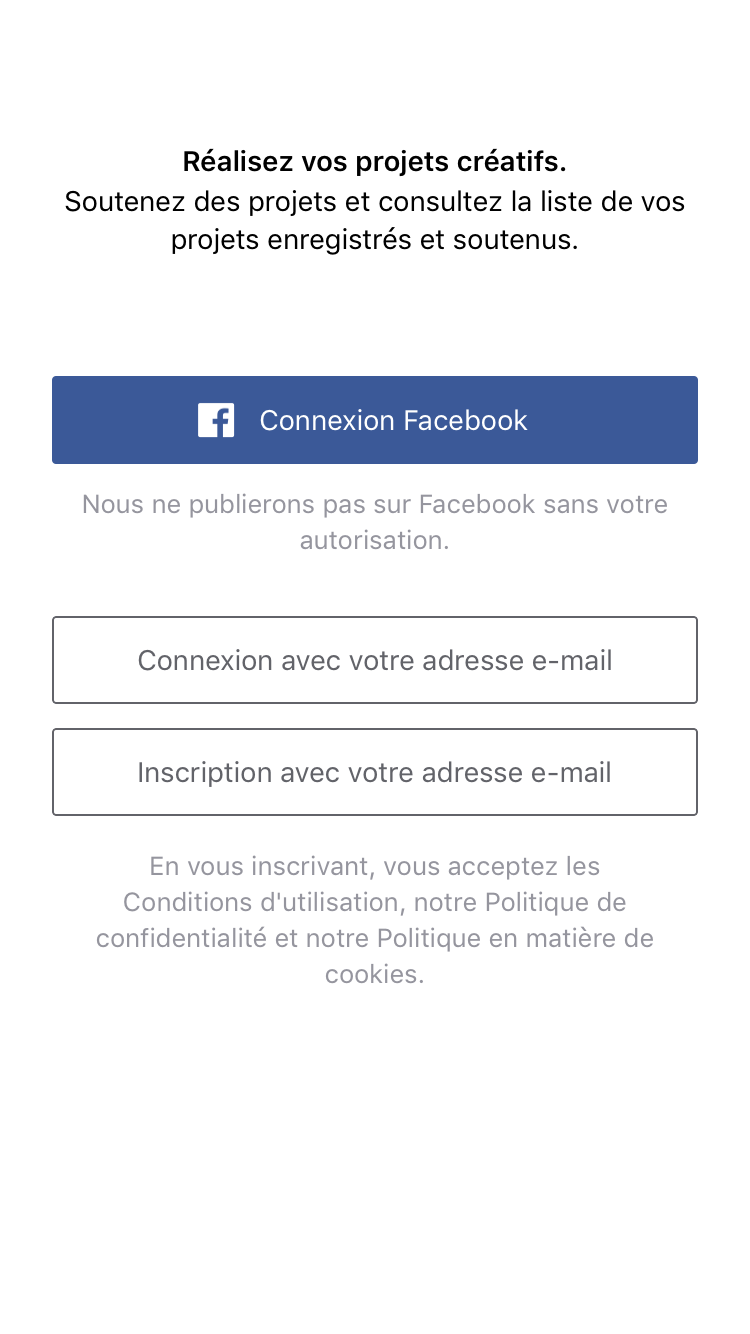 Réalisez vos projets créatifs.
Soutenez des projets et consultez la liste de vos
projets enregistrés et soutenus.
Connexion Facebook
Nous ne publierons pas sur Facebook sans votre
autorisation.
Connexion avec votre adresse e-mail
Inscription avec votre adresse e-mail
En vous inscrivant, vous acceptez les
Conditions d'utilisation, notre Politique de
confidentialité et notre Politique en matière de
cookies.